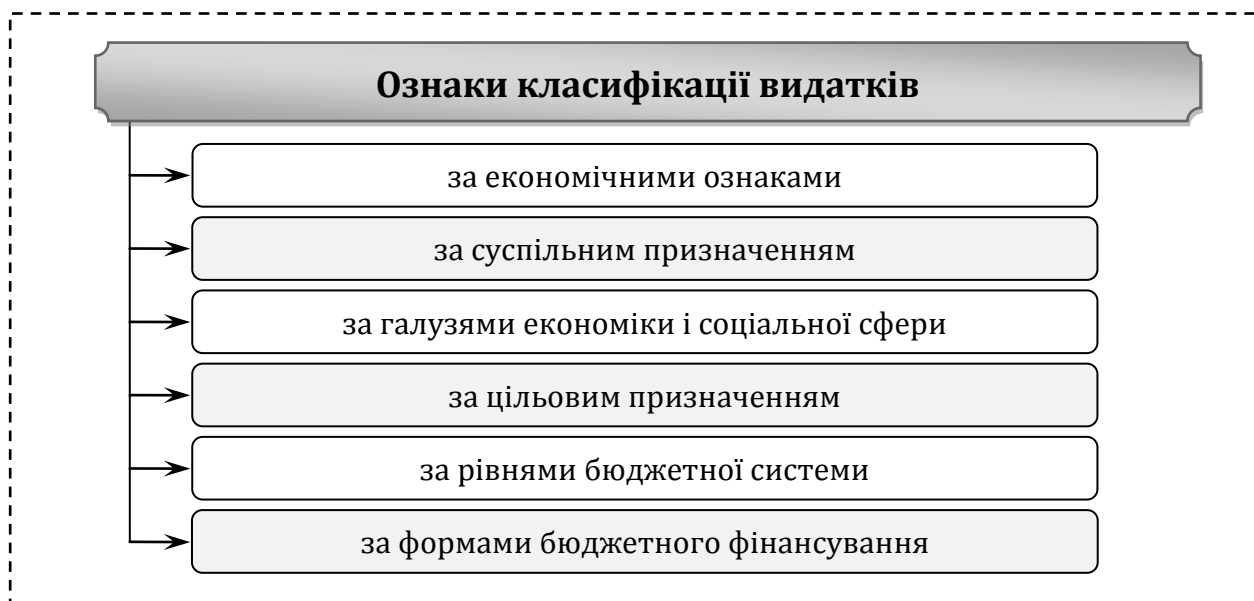 Ознаки класифікації видатків
за економічними ознаками
за суспільним призначенням
за галузями економіки і соціальної сфери
за цільовим призначенням
за рівнями бюджетної системи
за формами бюджетного фінансування